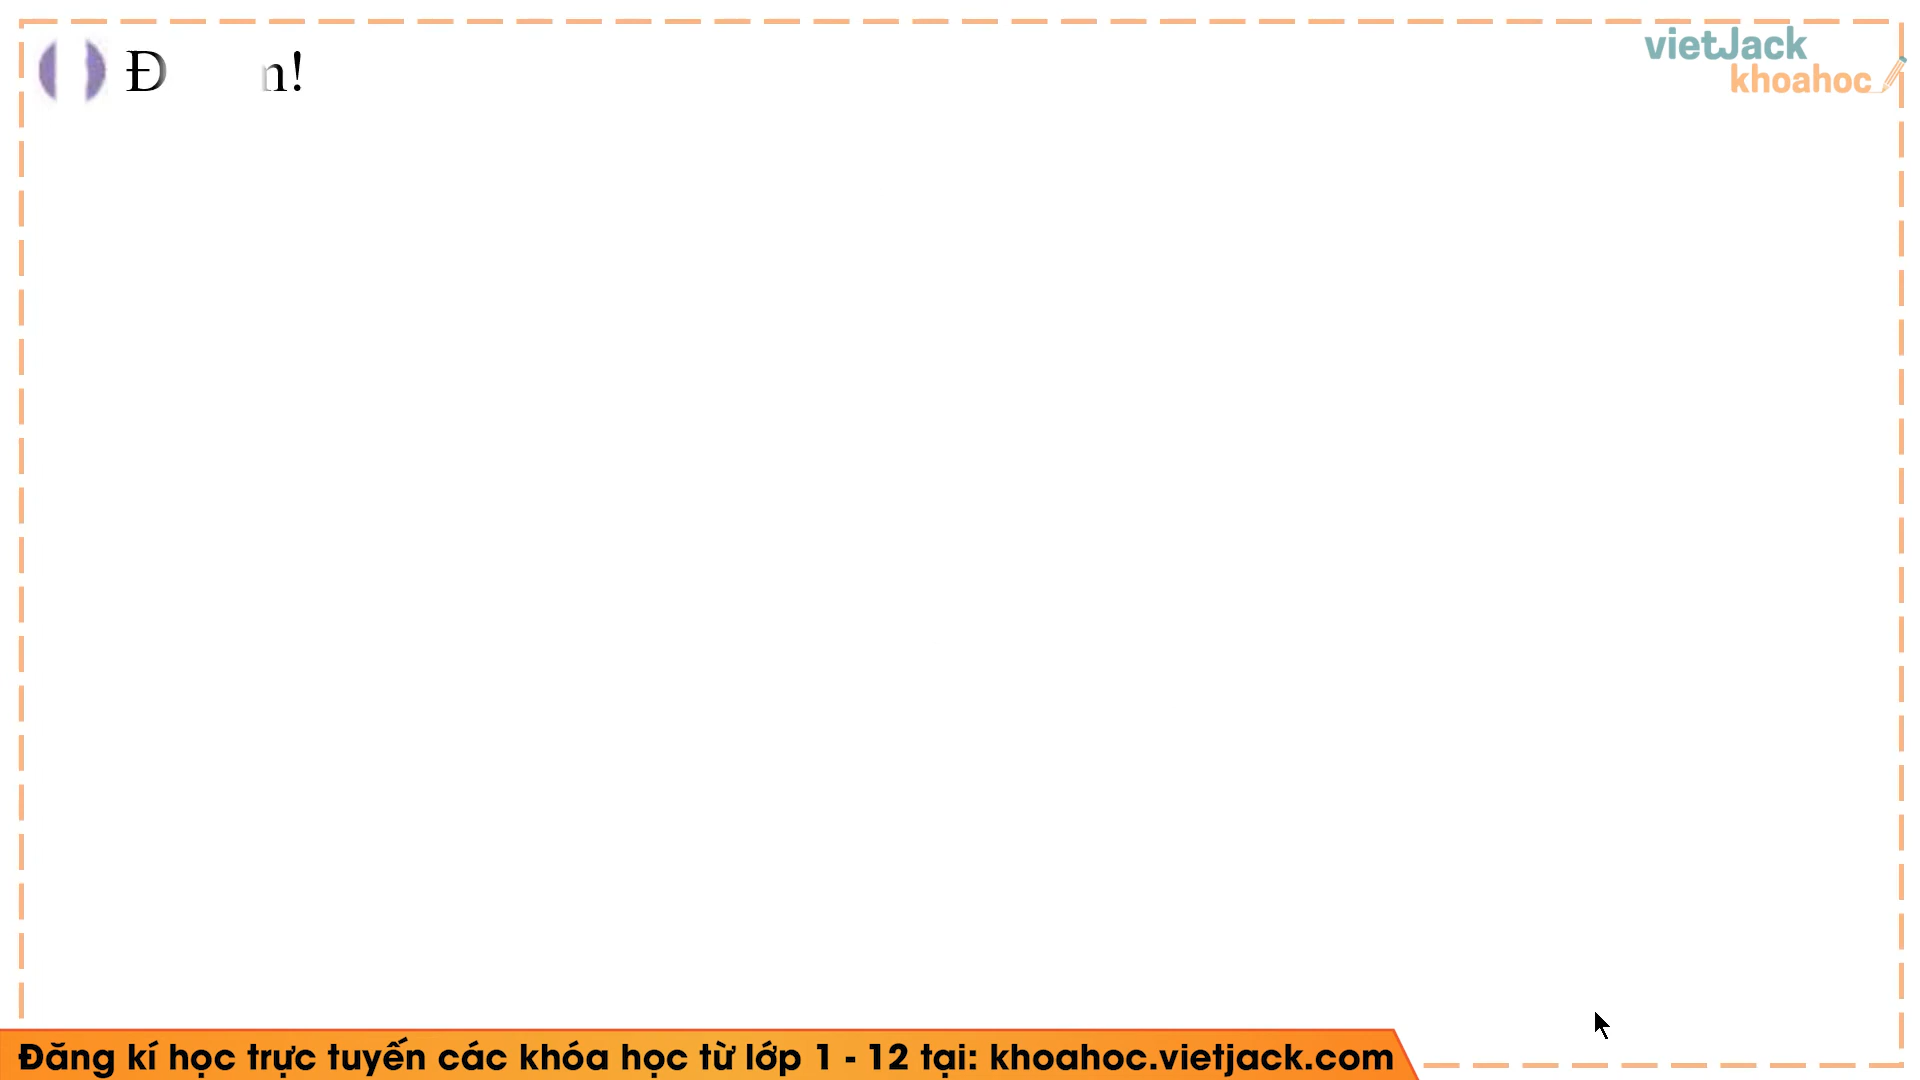 vietJack
khoahoc
Đăng kí học trực tuyến các khóa học từ lớp 1 - 12 tại: khoahoc.vietjack.com